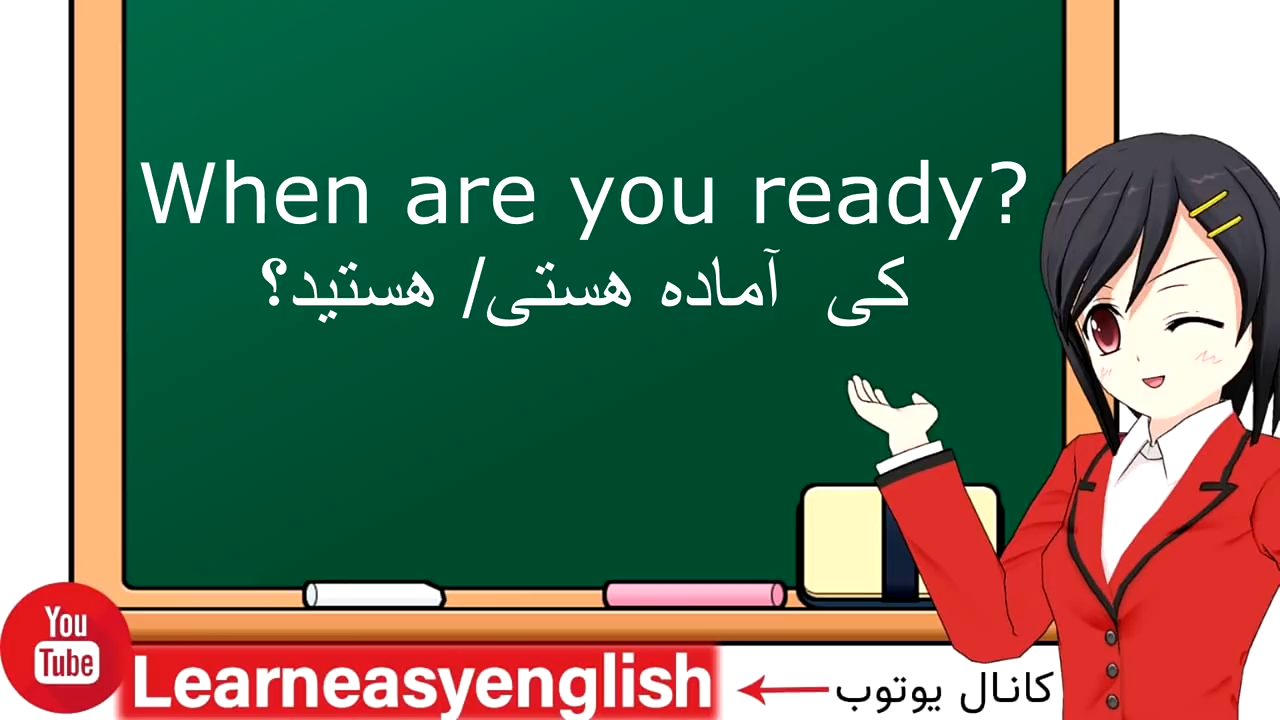 When are you ready?
کی آماده هستی/ هستید؟
You
Tube
Learneasyenglish
کانال یوتوب